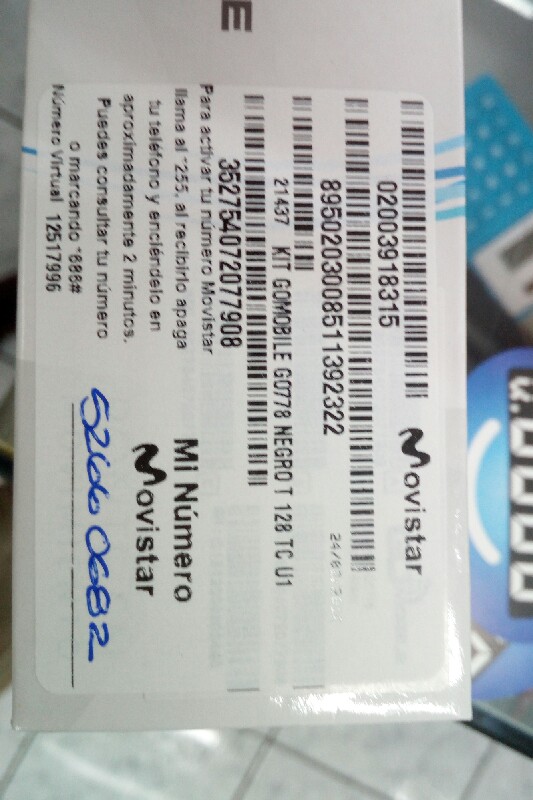 E
02003918315
Movistar
8950203008511392322
21437 KIT GOMOBILE GO778 NEGRO T 128 TC U1
352754072077908
Para activar tu número Movistar
llama al *255, al recibirlo apaga
tu teléfono y enciéndelo en
aproximadamente 2 minutos.
Puedes consultar tu número
o marcando *888#
Número Virtual 12517996
Mi Número
Movistar